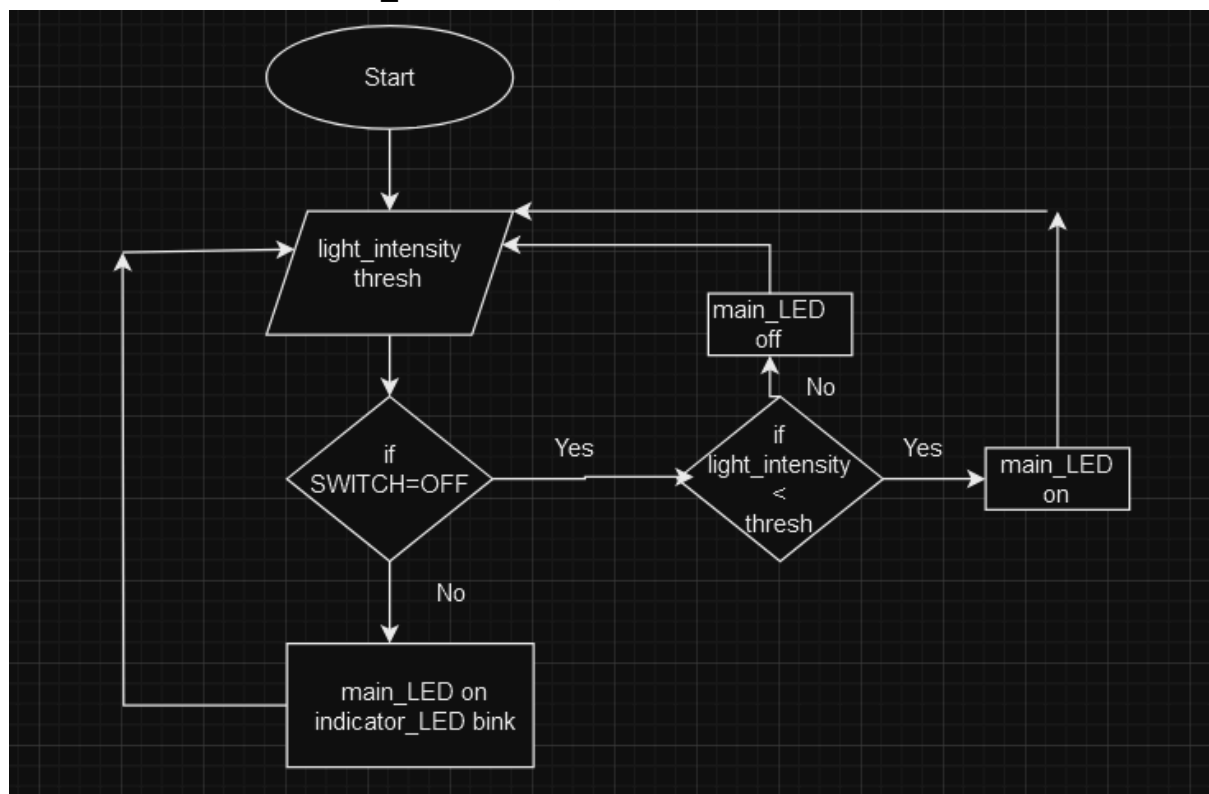 Start
light_intensity
thresh
main_LED
off
No
if
SWITCH=OFF
Yes
if
light_intensity
<
thresh
Yes
main_LED
on
No
main_LED on
indicator_LED bink